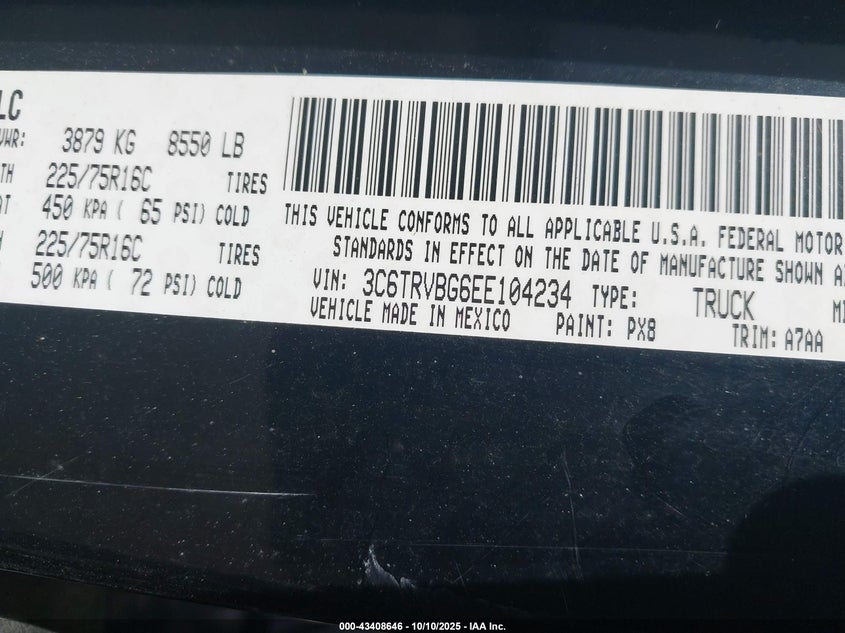 LC
VWR: 3879 KG 8550 LB
TH 225/75R16C TIRES
AT 450 KPA ( 65 PSI) COLD
H 225/75R16C TIRES
500 KPA ( 72 PSI) COLD
THIS VEHICLE CONFORMS TO ALL APPLICABLE U.S.A. FEDERAL MOTOR
STANDARDS IN EFFECT ON THE DATE OF MANUFACTURE SHOWN A
VIN: 3C6TRVBG6EE104234 TYPE: TRUCK M
VEHICLE MADE IN MEXICO PAINT: PX8 TRIM: A7AA
000-43408646 - 10/10/2025 - IAA Inc.